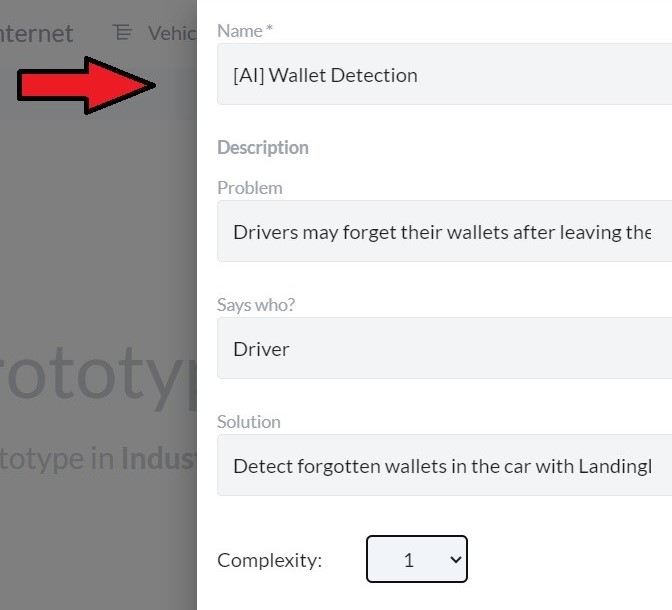 nternet
Vehic
Name *
[AI] Wallet Detection
Description
Problem
Drivers may forget their wallets after leaving the
Says who?
Driver
rototyp
Solution
totype in Indus
Detect forgotten wallets in the car with Landingl
Complexity: 1